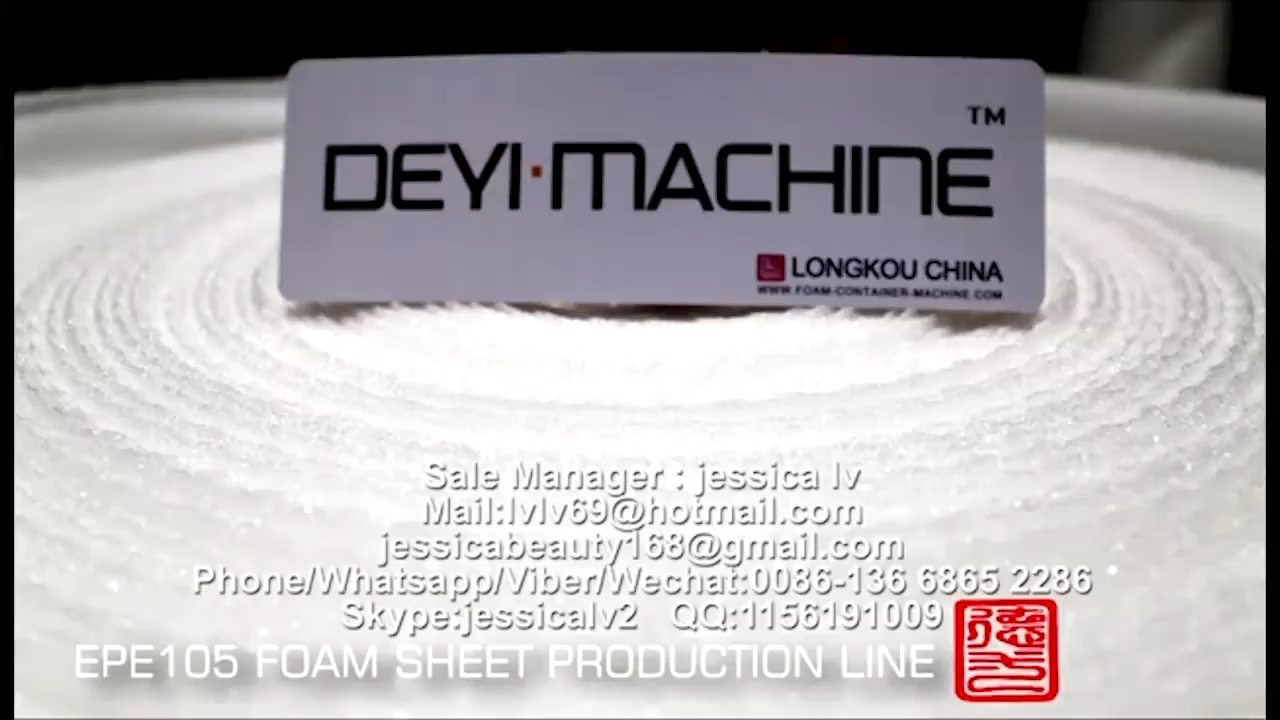 TM
DEYI·MACHINE
LONGKOU CHINA
WWW. FOAM-CONTAINER-MACHINE.COM
Sale Manager : jessica lv
Mail:lvlv69@hotmail.com
jessicabeauty168@gmail.com
Phone/Whatsapp/Viber/Wechat:0086-136 6865 2286
Skype:jessicalv2 QQ:1156191009
EPE105 FOAM SHEET PRODUCTION LINE